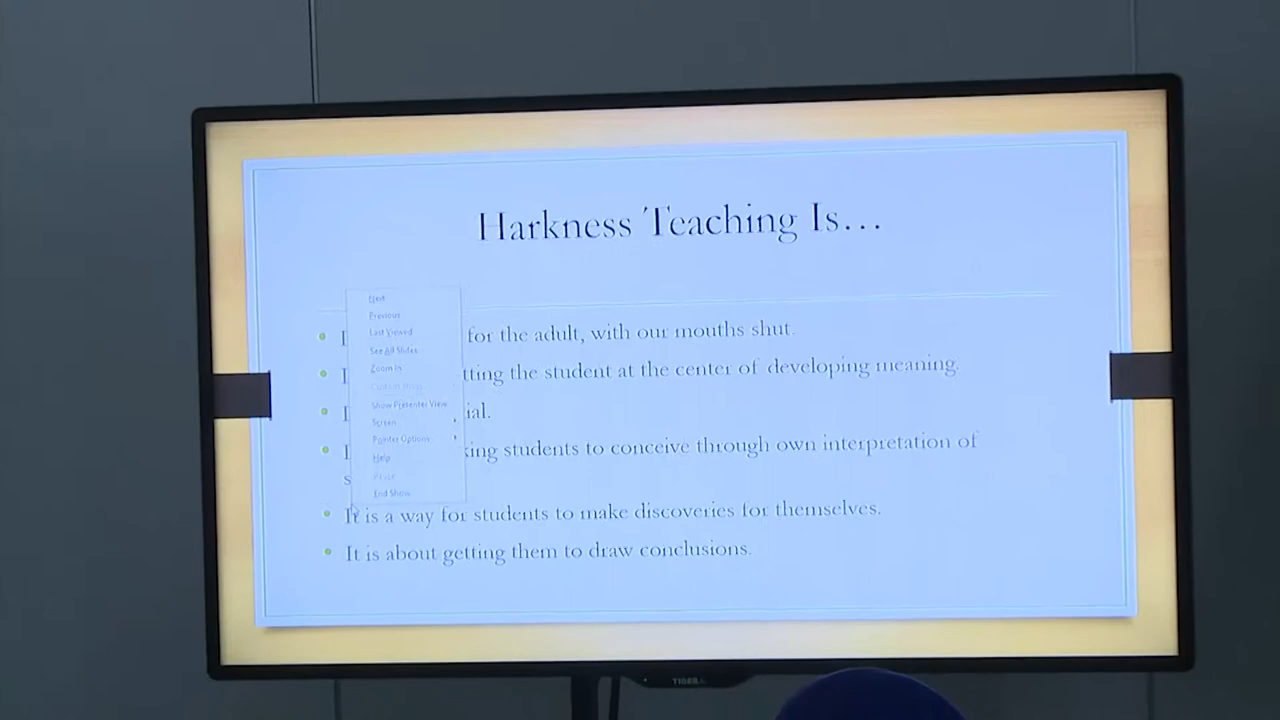 Harkness Teaching Is…
Next
Previous
Last Viewed
See All Slides
Zoom In
Show Presenter View
Screen
Pointer Options
Help
End Show
for the adult, with our mouths shut.
tting the student at the center of developing meaning.
ial.
king students to conceive through own interpretation of
s
It is a way for students to make discoveries for themselves.
It is about getting them to draw conclusions.
TIGER